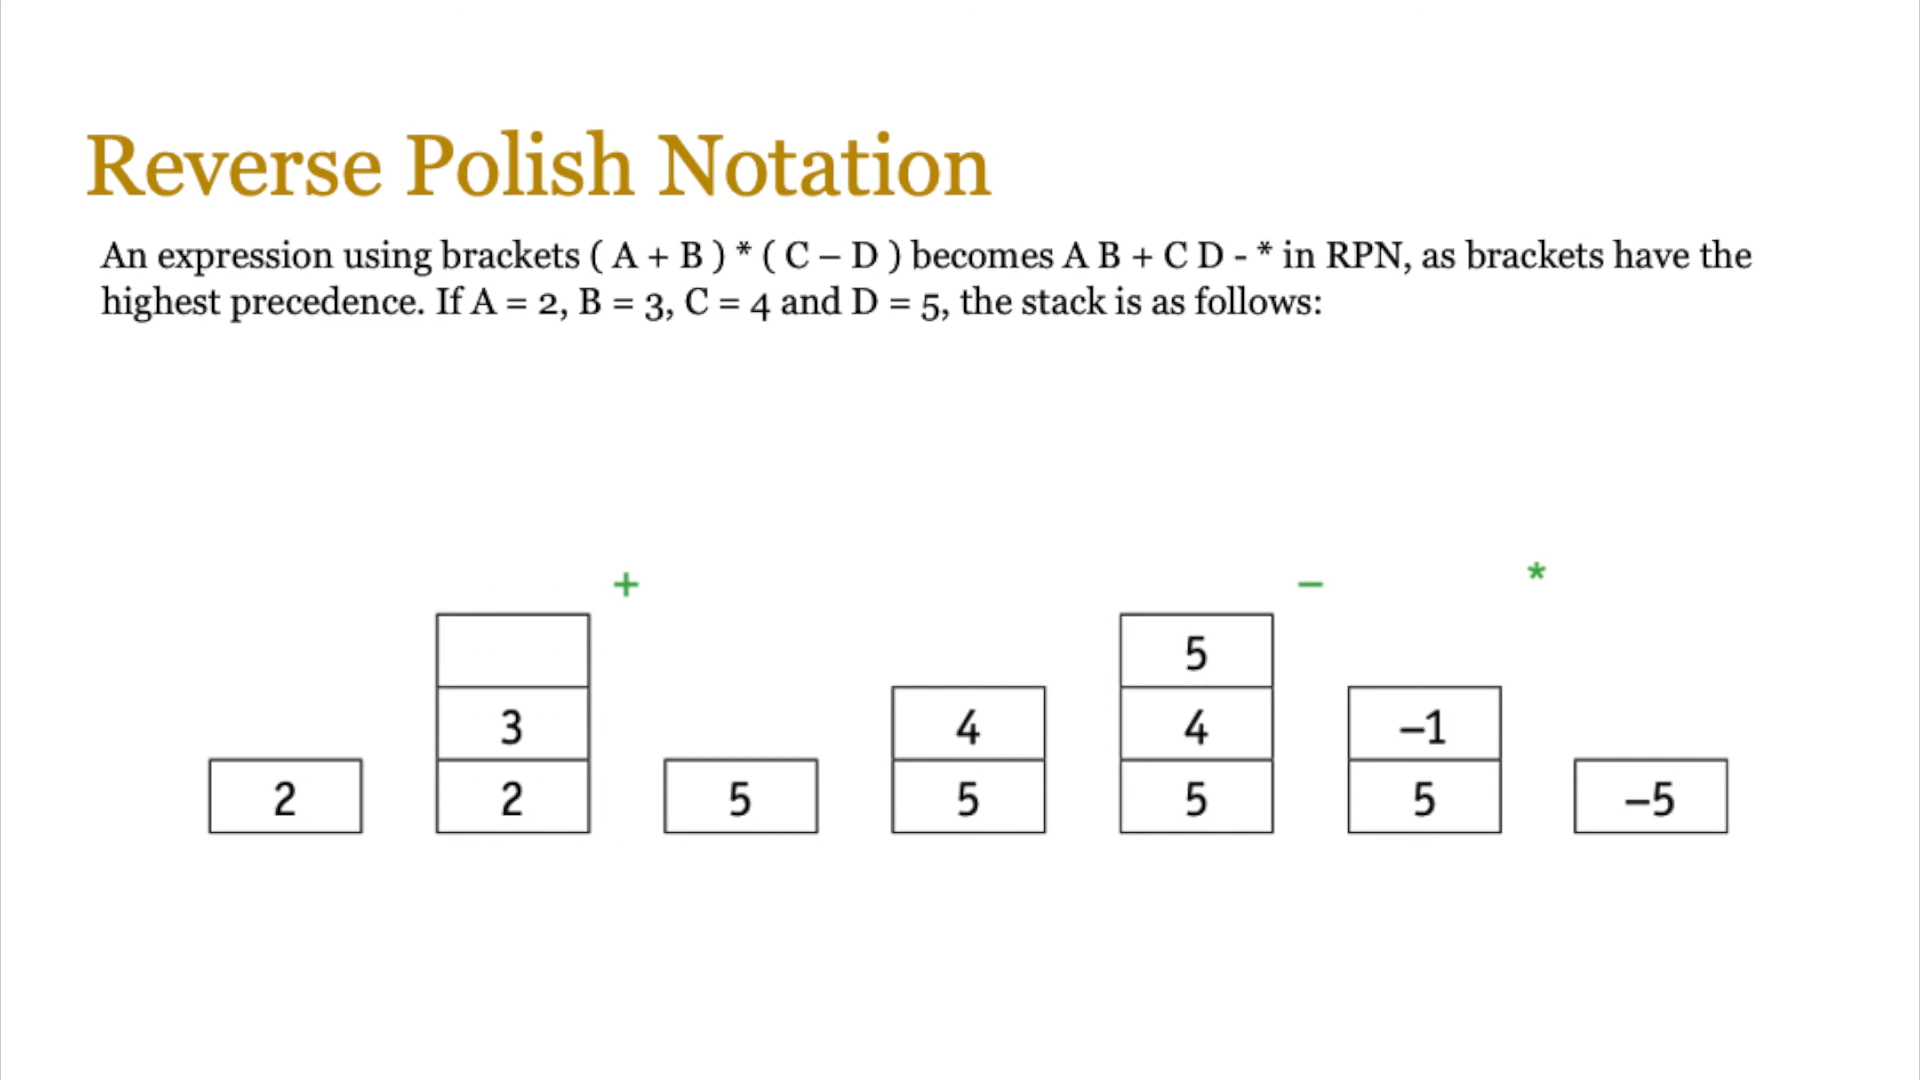 Reverse Polish Notation
An expression using brackets ( A + B ) * ( C – D ) becomes A B + C D - * in RPN, as brackets have the
highest precedence. If A = 2, B = 3, C = 4 and D = 5, the stack is as follows:
+ – *
5
3 4 4 –1
2 2 5 5 5 5 –5